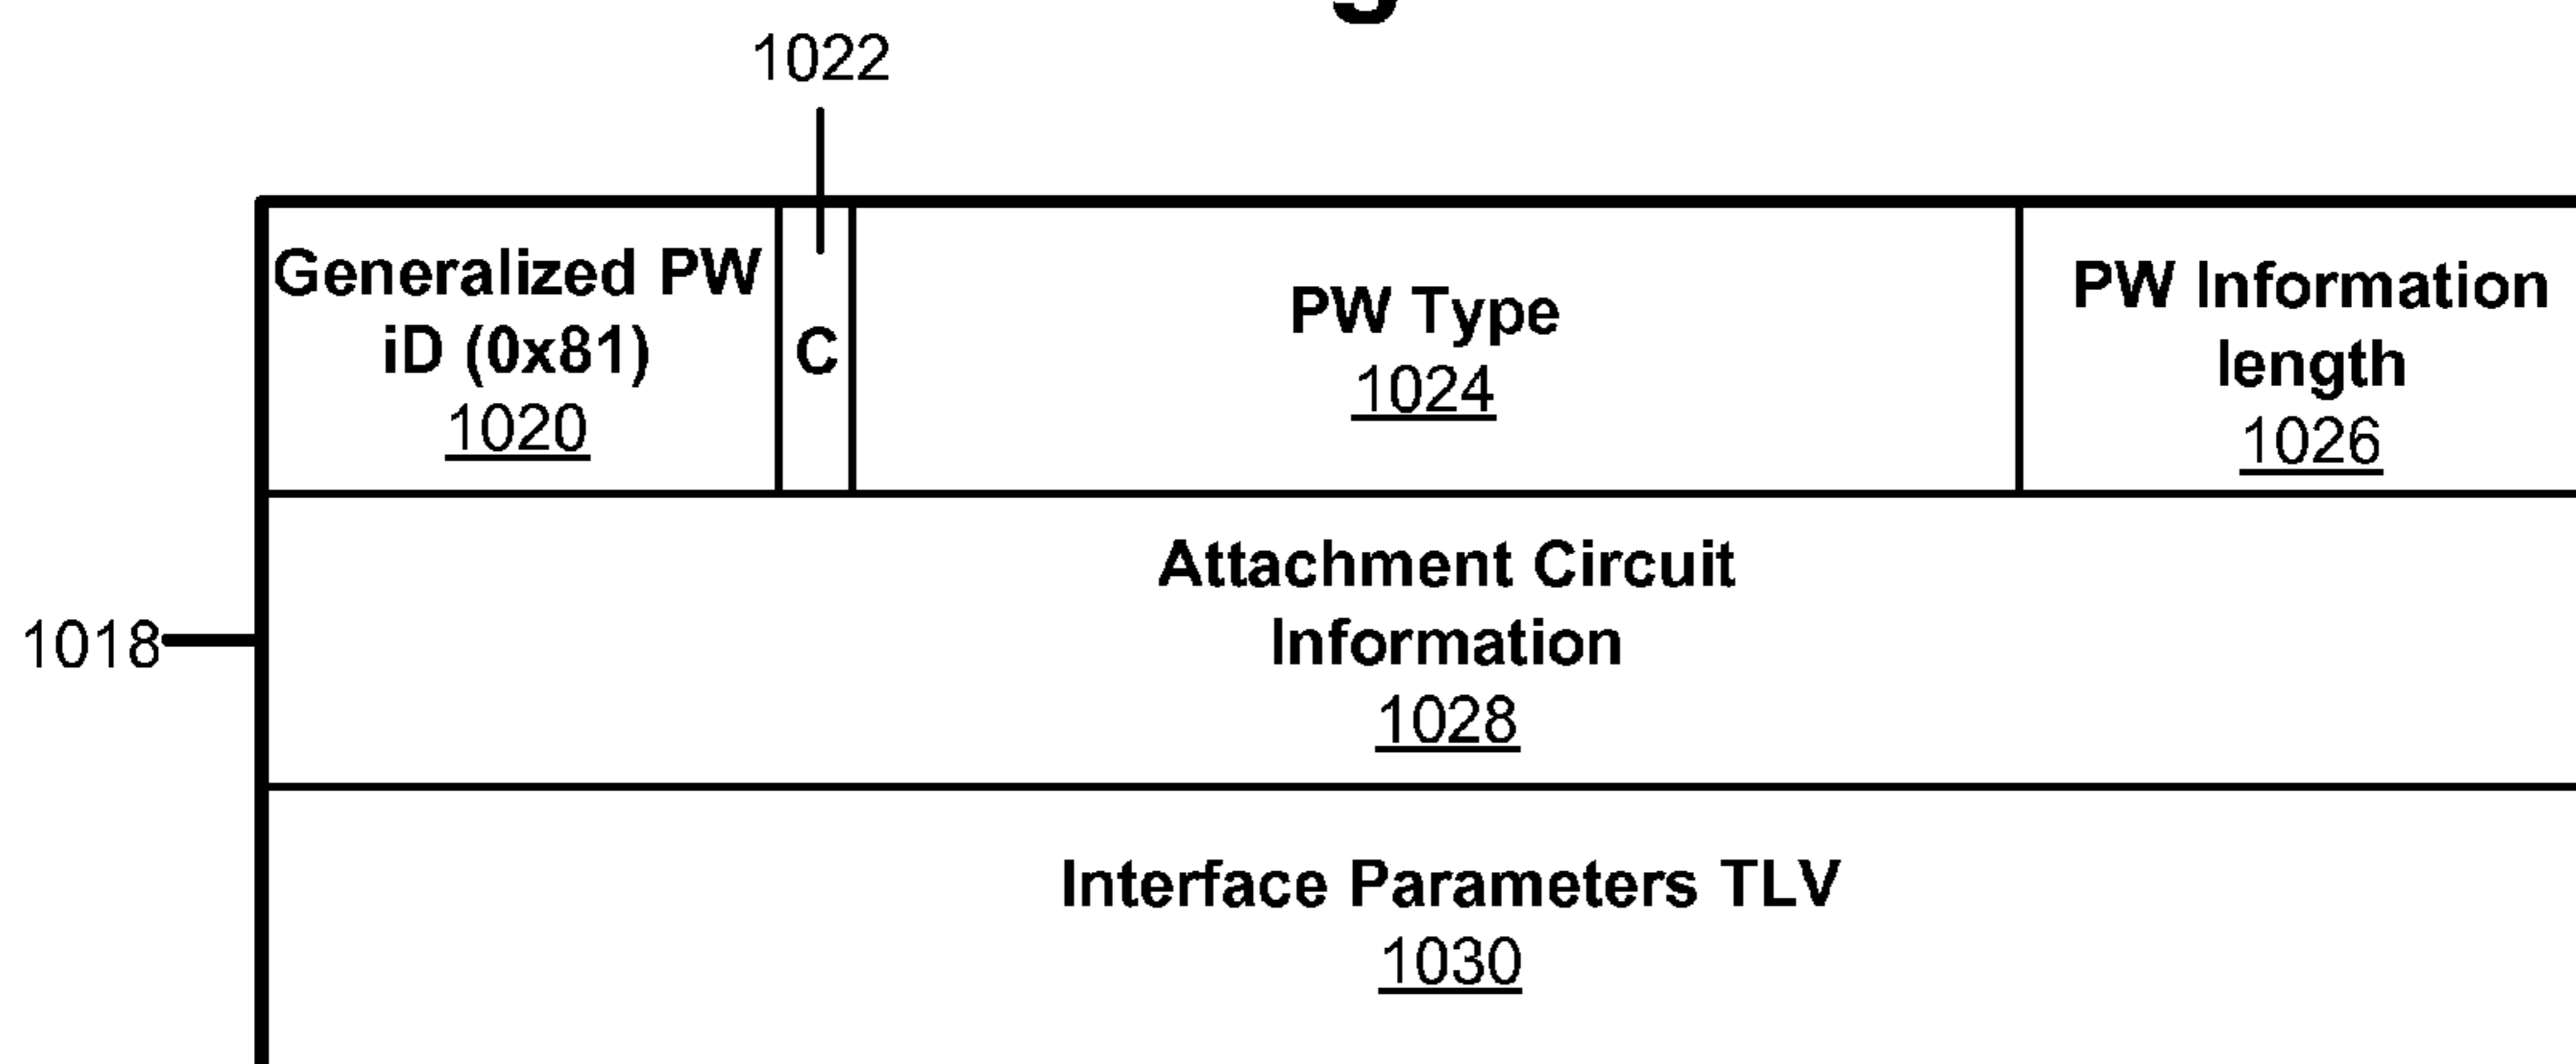 1022
Generalized PW
iD (0x81)
1020
C
PW Type
1024
PW Information
length
1026
Attachment Circuit
Information
1028
1018
Interface Parameters TLV
1030